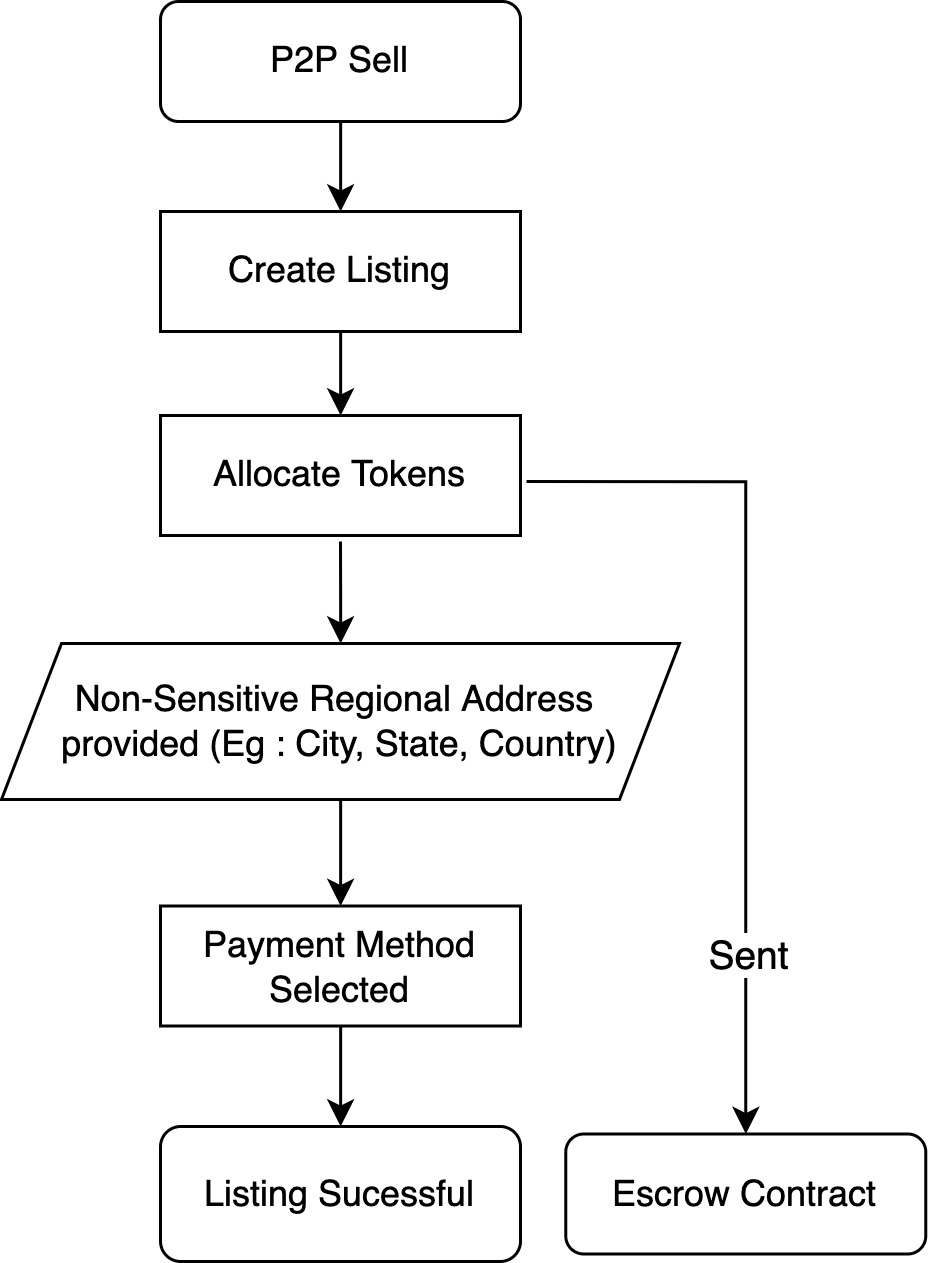 P2P Sell
Create Listing
Allocate Tokens
Non-Sensitive Regional Address
provided (Eg : City, State, Country)
Payment Method
Selected
Sent
Listing Sucessful
Escrow Contract